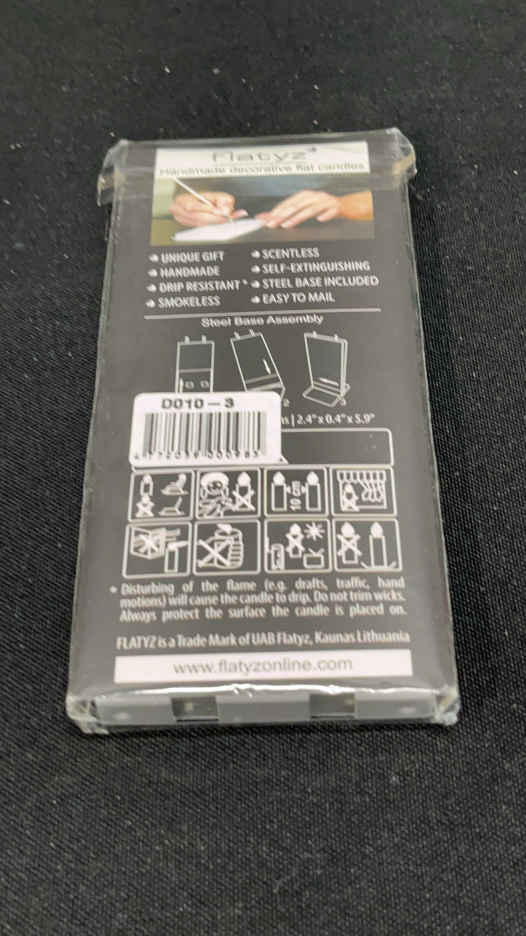 flatyz
Handmade decorative flat candles
UNIQUE GIFT
HANDMADE
DRIP RESISTANT *
SMOKELESS
SCENTLESS
SELF-EXTINGUISHING
STEEL BASE INCLUDED
EASY TO MAIL
Steel Base Assembly
2
3
D010-3
| 2.4" x 0.4" x 5.9"
10 cm
* Disturbing of the flame (e.g. drafts, traffic, hand
motions) will cause the candle to drip. Do not trim wicks.
Always protect the surface the candle is placed on.
FLATYZ is a Trade Mark of UAB Flatyz, Kaunas Lithuania
www.flatyzonline.com